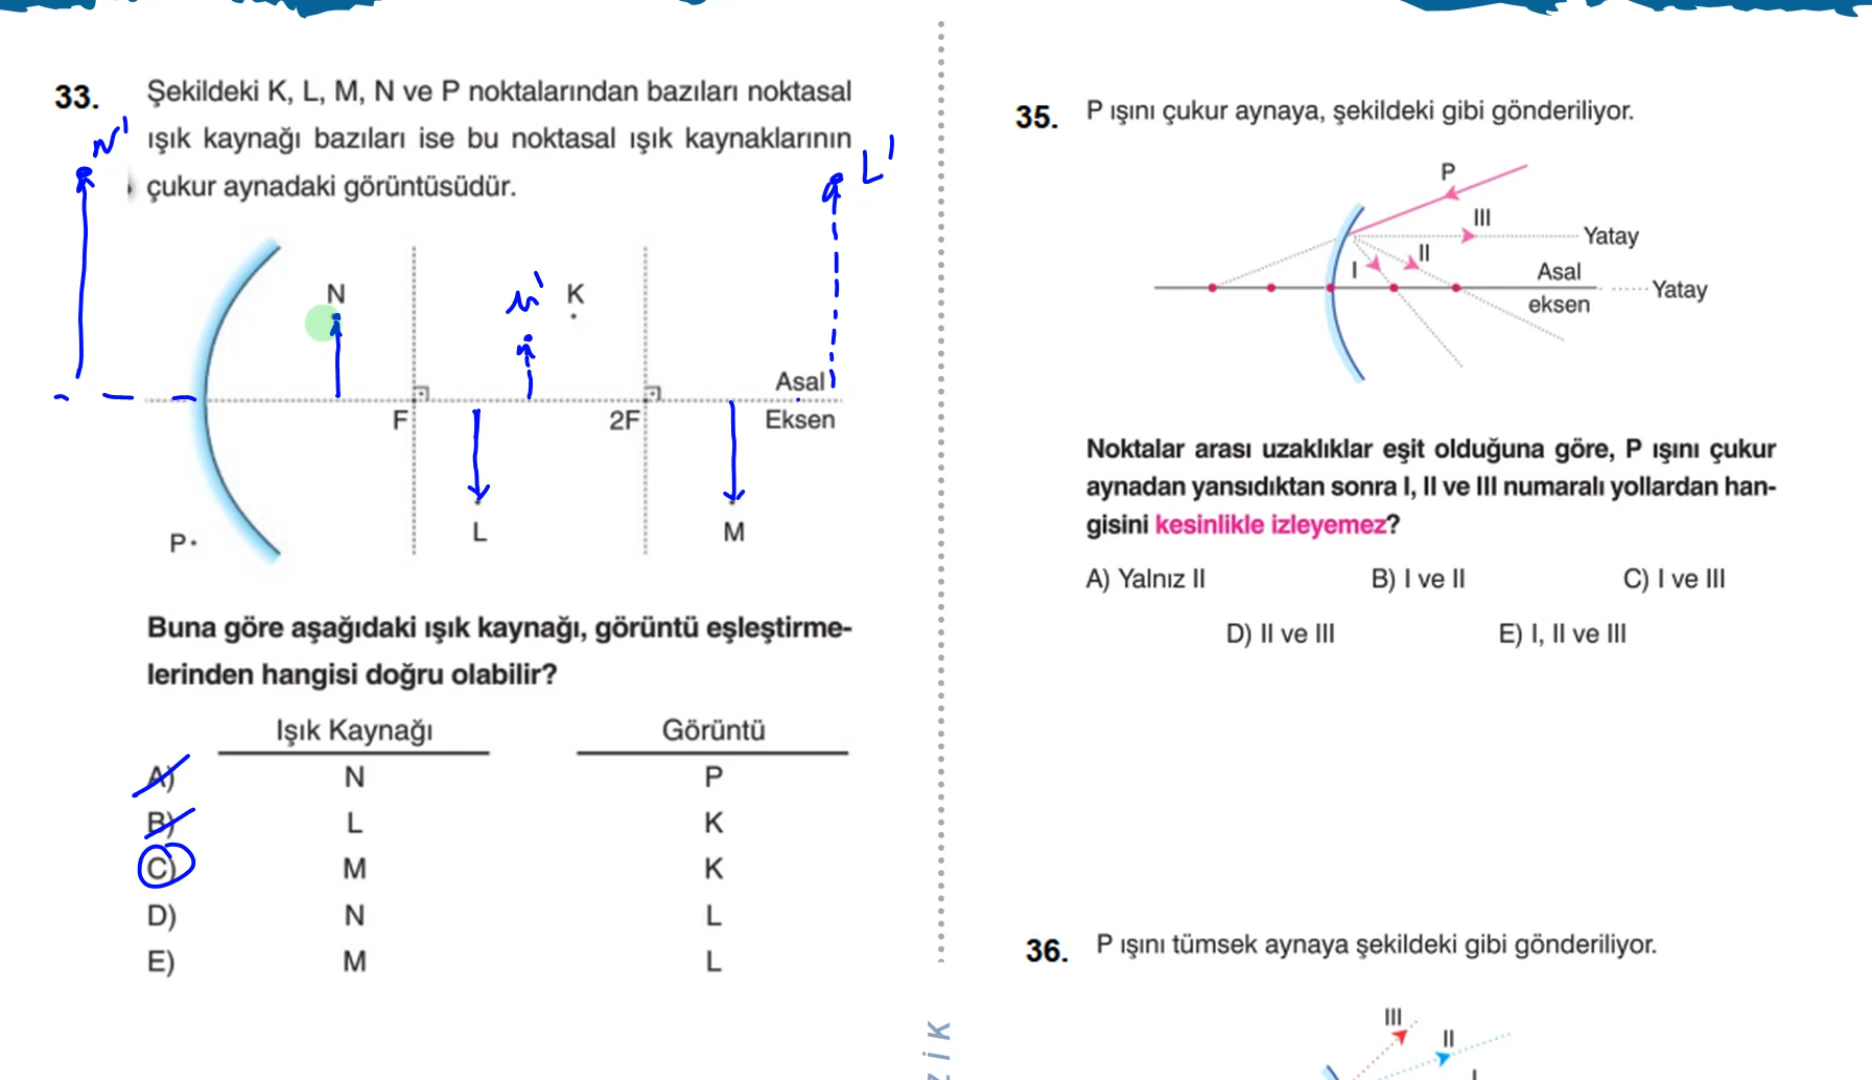 33.
Şekildeki K, L, M, N ve P noktalarından bazıları noktasal
ışık kaynağı bazıları ise bu noktasal ışık kaynaklarının
çukur aynadaki görüntüsüdür.
N'
L'
N
M'
K
Asal
Eksen
F
2F
L
M
P
Buna göre aşağıdaki ışık kaynağı, görüntü eşleştirme-
lerinden hangisi doğru olabilir?
Işık Kaynağı Görüntü
A) N P
B) L K
C) M K
D) N L
E) M L
35.
P ışını çukur aynaya, şekildeki gibi gönderiliyor.
P
III
Yatay
II
I
Asal
eksen
Yatay
Noktalar arası uzaklıklar eşit olduğuna göre, P ışını çukur
aynadan yansıdıktan sonra I, II ve III numaralı yollardan han-
gisini kesinlikle izleyemez?
A) Yalnız II B) I ve II C) I ve III
D) II ve III E) I, II ve III
36.
P ışını tümsek aynaya şekildeki gibi gönderiliyor.
III
II
ZİK